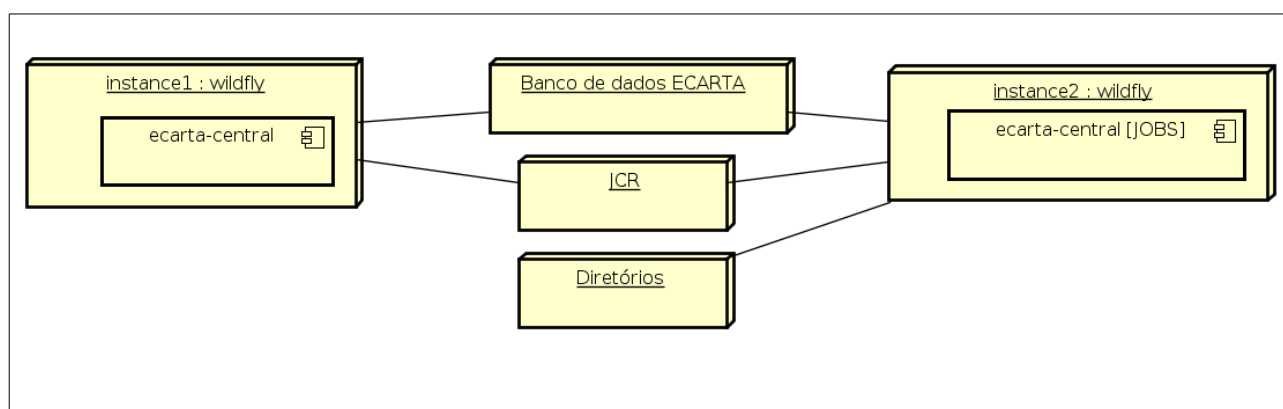 instance1 : wildfly
ecarta-central
Banco de dados ECARTA
JCR
Diretórios
instance2 : wildfly
ecarta-central [JOBS]